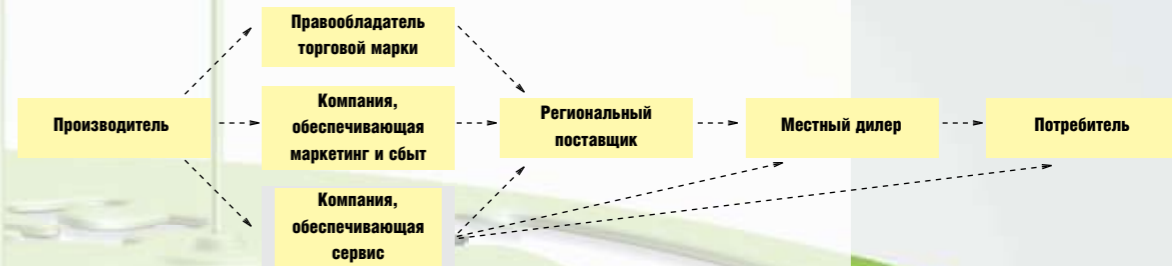 Правообладатель
торговой марки
Производитель
Компания,
обеспечивающая
маркетинг и сбыт
Региональный
поставщик
Местный дилер
Потребитель
Компания,
обеспечивающая
сервис